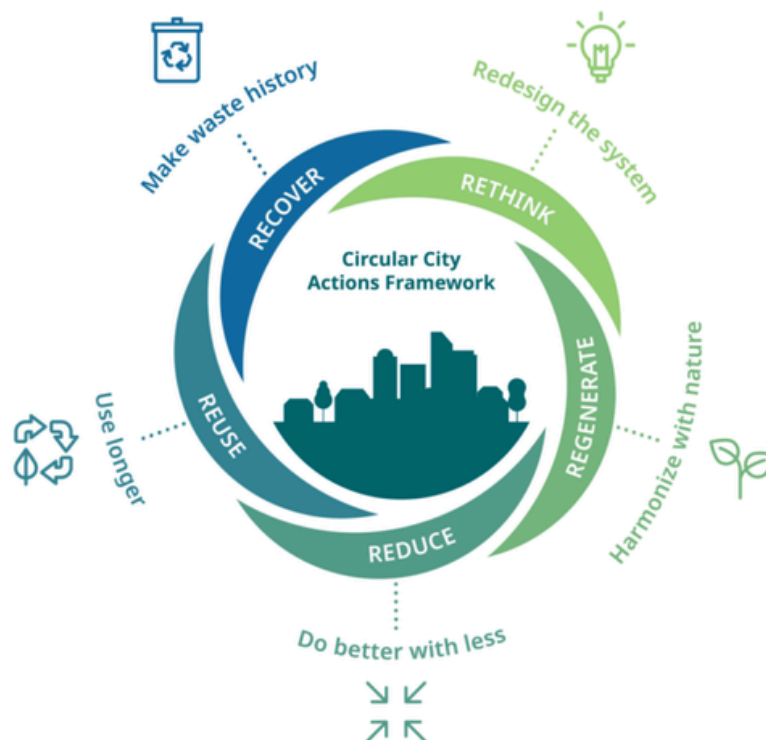 Circular City
Actions Framework
RETHINK
Redesign the system
REGENERATE
Harmonize with nature
REDUCE
Do better with less
REUSE
Use longer
RECOVER
Make waste history